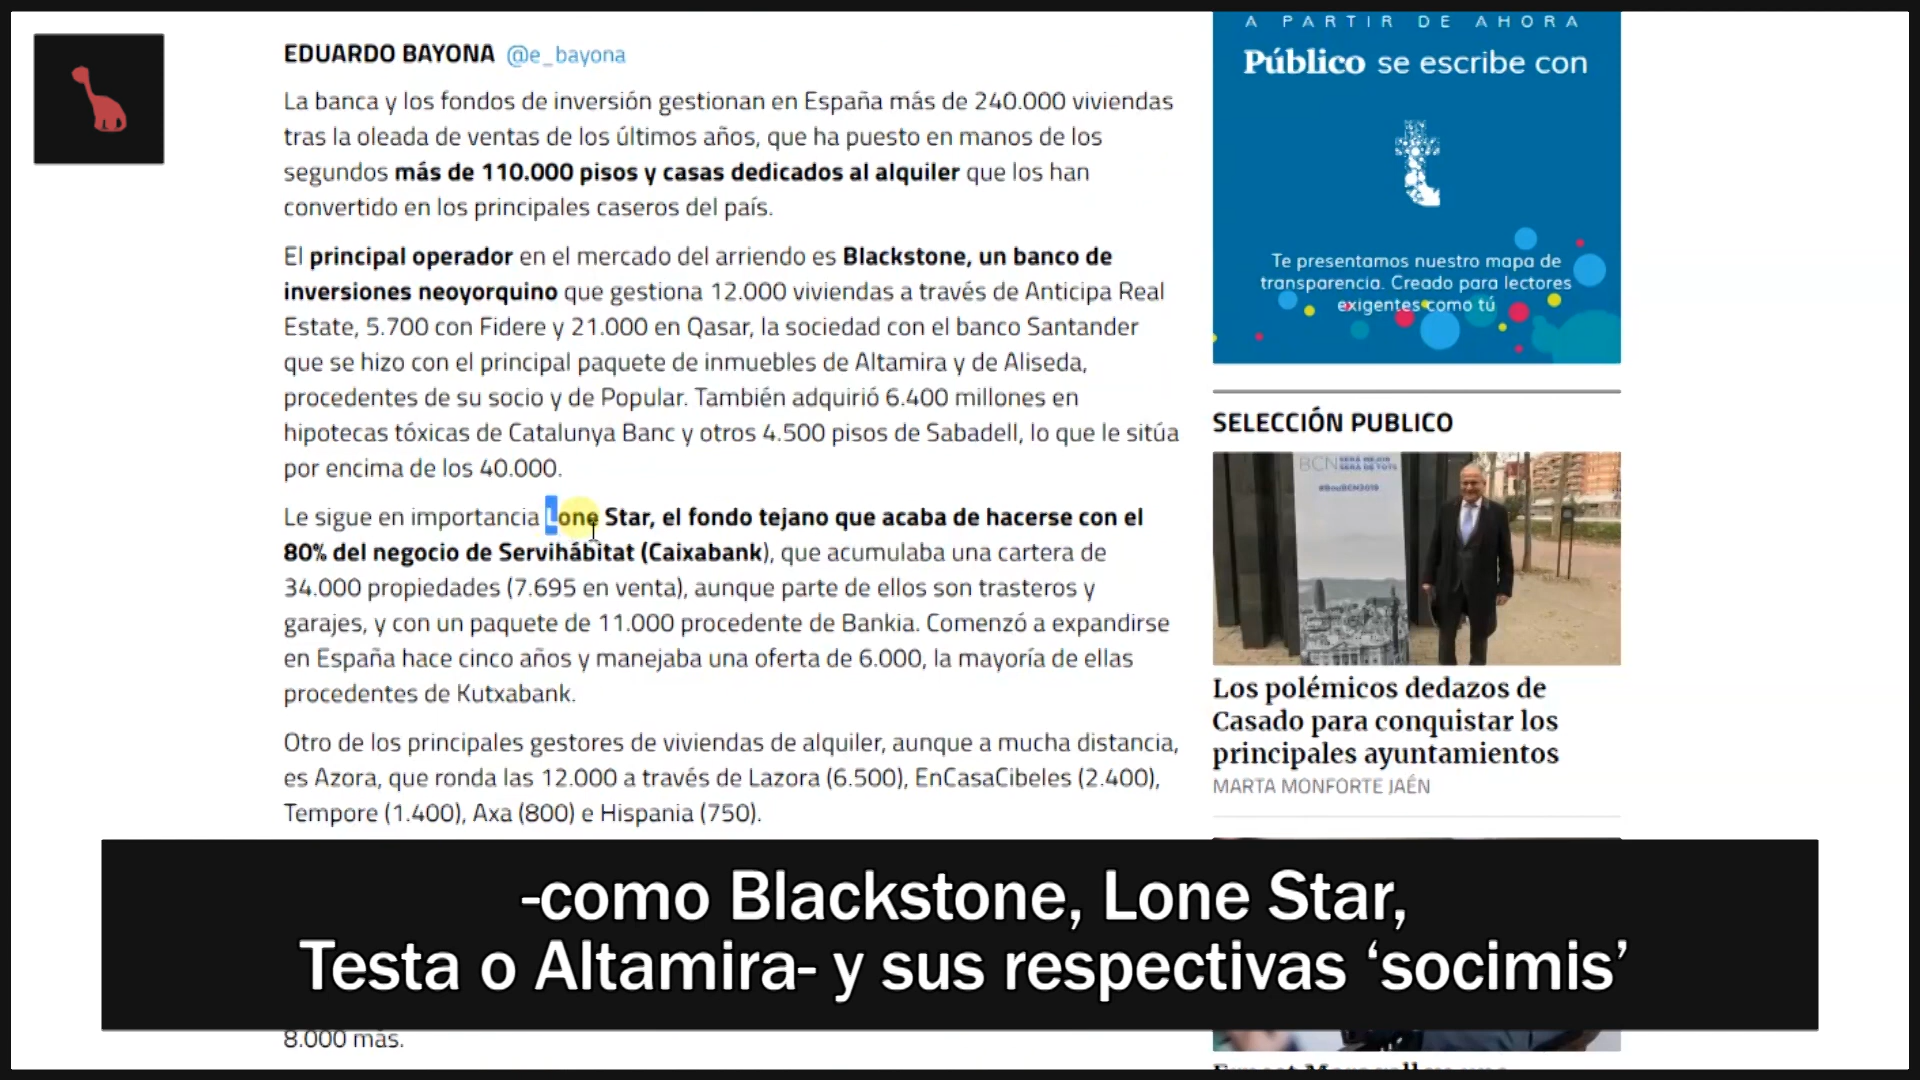 EDUARDO BAYONA @e_bayona
La banca y los fondos de inversión gestionan en España más de 240.000 viviendas
tras la oleada de ventas de los últimos años, que ha puesto en manos de los
segundos más de 110.000 pisos y casas dedicados al alquiler que los han
convertido en los principales caseros del país.
El principal operador en el mercado del arriendo es Blackstone, un banco de
inversiones neoyorquino que gestiona 12.000 viviendas a través de Anticipa Real
Estate, 5.700 con Fidere y 21.000 en Qasar, la sociedad con el banco Santander
que se hizo con el principal paquete de inmuebles de Altamira y de Aliseda,
procedentes de su socio y de Popular. También adquirió 6.400 millones en
hipotecas tóxicas de Catalunya Banc y otros 4.500 pisos de Sabadell, lo que le sitúa
por encima de los 40.000.
Le sigue en importancia Lone Star, el fondo tejano que acaba de hacerse con el
80% del negocio de Servihábitat (Caixabank), que acumulaba una cartera de
34.000 propiedades (7.695 en venta), aunque parte de ellos son trasteros y
garajes, y con un paquete de 11.000 procedente de Bankia. Comenzó a expandirse
en España hace cinco años y manejaba una oferta de 6.000, la mayoría de ellas
procedentes de Kutxabank.
Otro de los principales gestores de viviendas de alquiler, aunque a mucha distancia,
es Azora, que ronda las 12.000 a través de Lazora (6.500), EnCasaCibeles (2.400),
Tempore (1.400), Axa (800) e Hispania (750).
8.000 más.
A PARTIR DE AHORA
Público se escribe con
t
Te presentamos nuestro mapa de
transparencia. Creado para lectores
exigentes como tú
SELECCIÓN PUBLICO
BCN SERÀ MEJOR
SERÀ DE TOTS
#BouBCN2019
Los polémicos dedazos de
Casado para conquistar los
principales ayuntamientos
MARTA MONFORTE JAÉN
-como Blackstone, Lone Star,
Testa o Altamira- y sus respectivas ‘socimis’